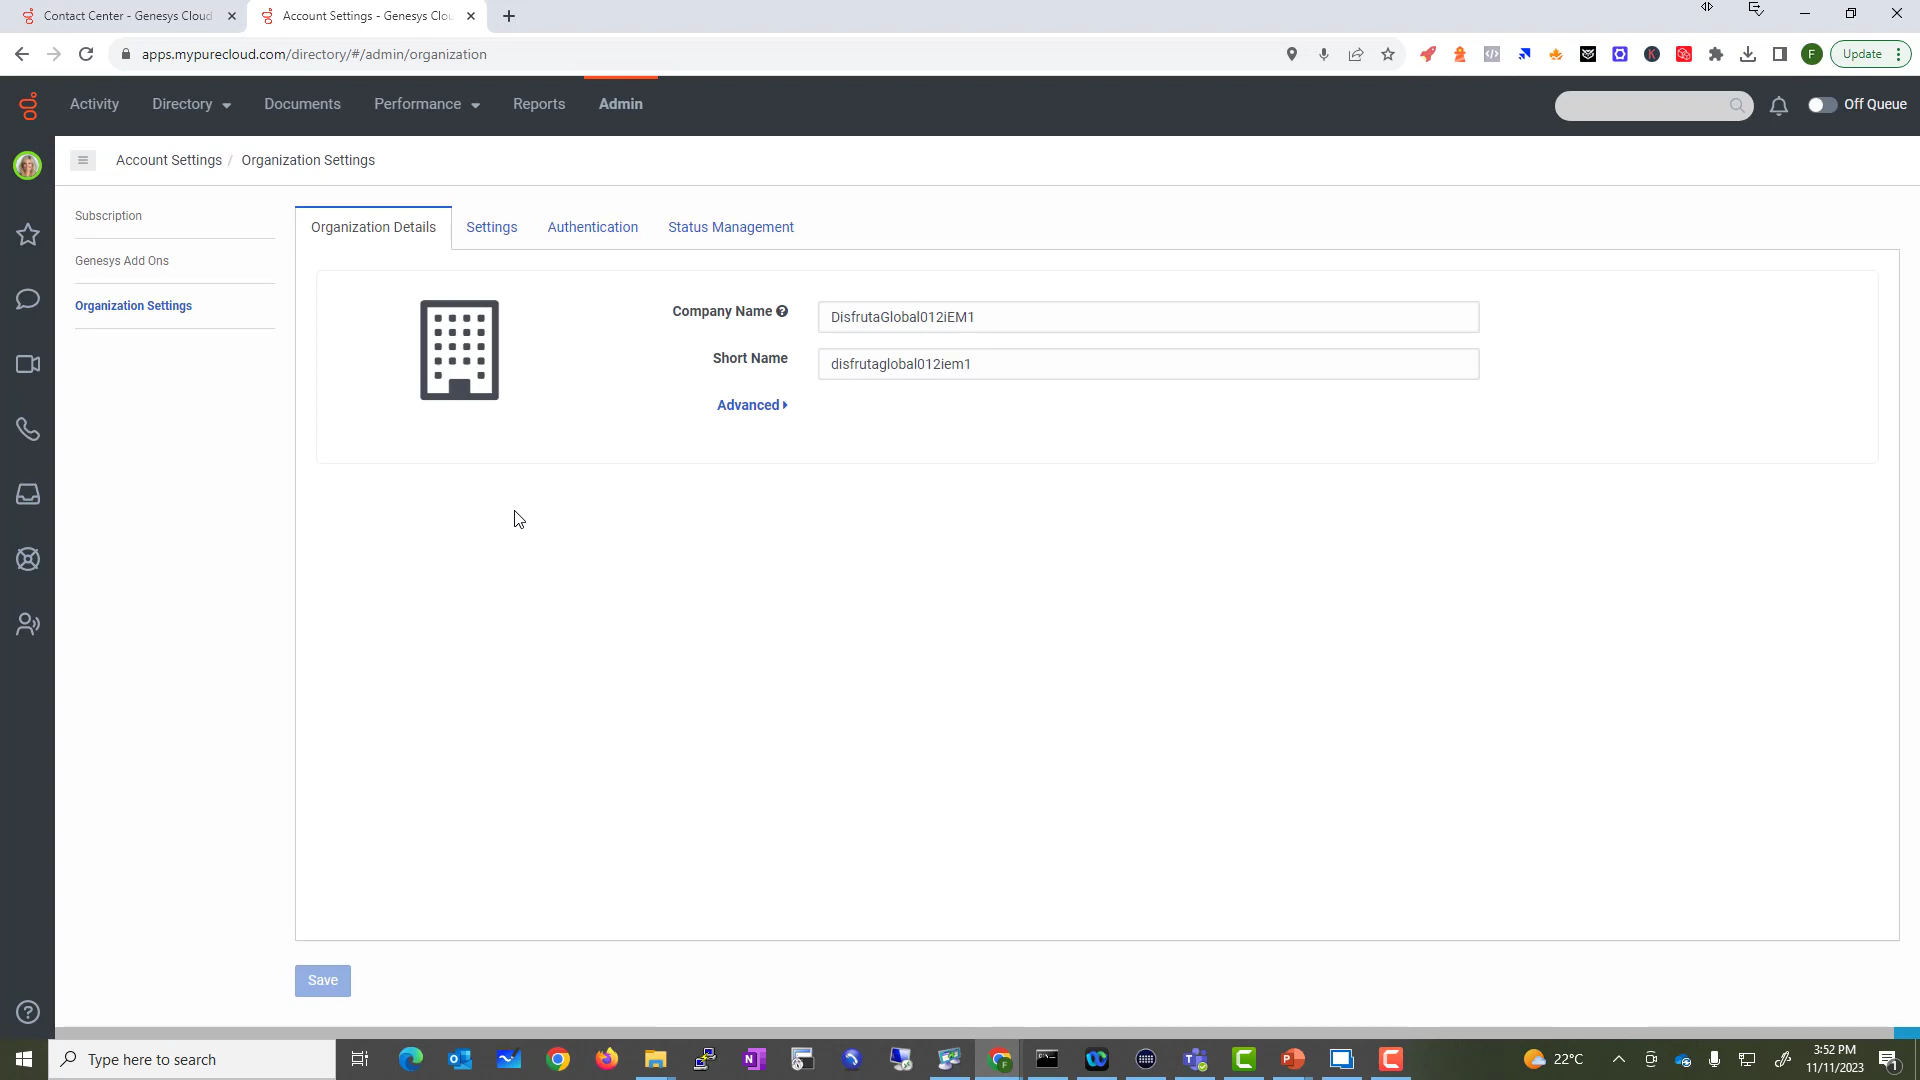 Contact Center - Genesys Cloud
Account Settings - Genesys Clou
apps.mypurecloud.com/directory/#/admin/organization
F
Update
Activity
Directory
Documents
Performance
Reports
Admin
Off Queue
Account Settings / Organization Settings
Subscription
Genesys Add Ons
Organization Settings
Organization Details
Settings
Authentication
Status Management
Company Name
DisfrutaGlobal012iEM1
Short Name
disfrutaglobal012iem1
Advanced
Save
Type here to search
22°C
3:52 PM
11/11/2023
1